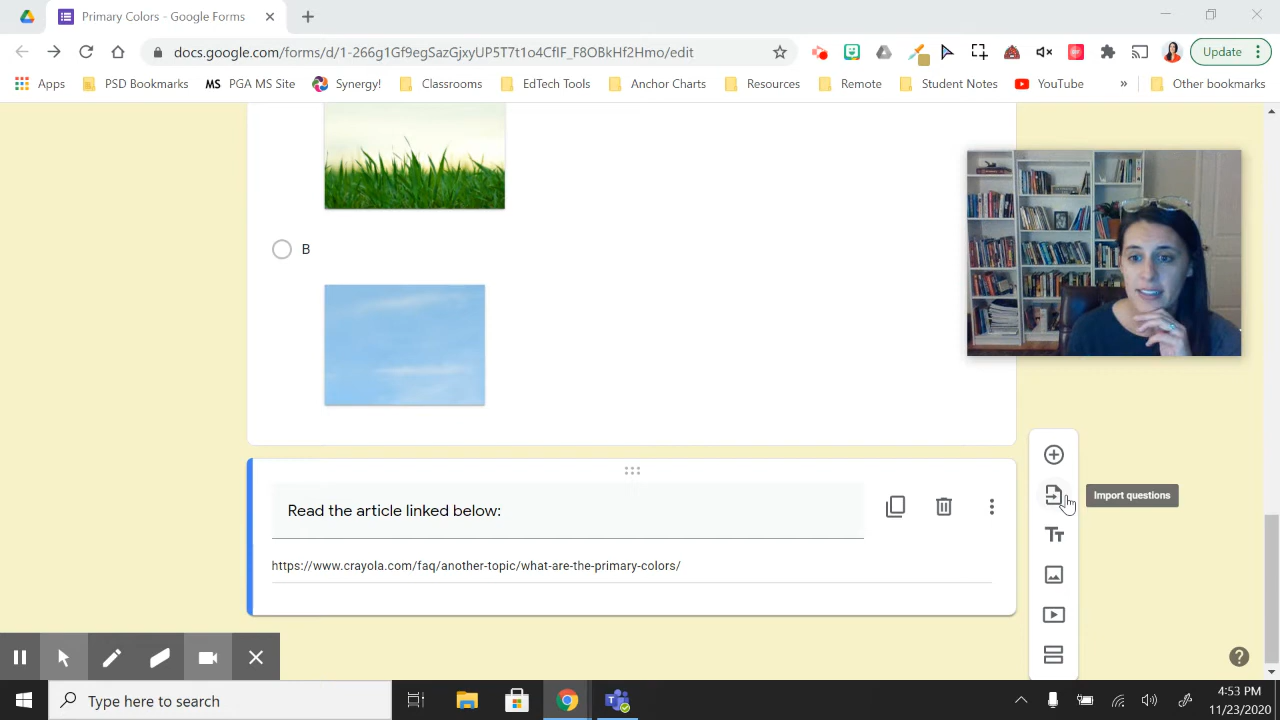 Primary Colors - Google Forms
docs.google.com/forms/d/1-266g1Gf9egSazGjxyUP5T7t1o4CfIF_F8OBkHf2Hmo/edit
Update
Apps
PSD Bookmarks
MS PGA MS Site
Synergy!
Classrooms
EdTech Tools
Anchor Charts
Resources
Remote
Student Notes
YouTube
»
Other bookmarks
B
Import questions
Read the article linked below:
https://www.crayola.com/faq/another-topic/what-are-the-primary-colors/
Tt
Type here to search
4:53 PM
11/23/2020